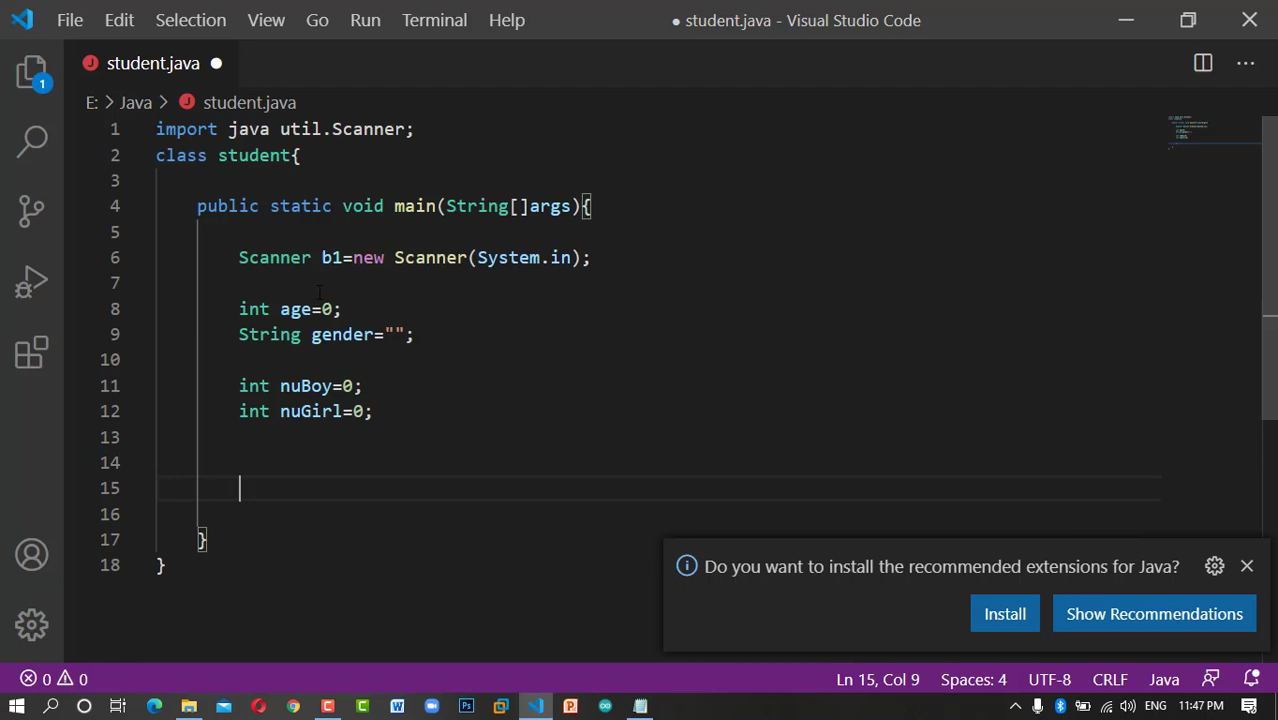 File Edit Selection View Go Run Terminal Help
● student.java - Visual Studio Code
student.java
E: > Java > student.java
1 import java util.Scanner;
2 class student{
3
4 public static void main(String[]args){
5
6 Scanner b1=new Scanner(System.in);
7
8 int age=0;
9 String gender="";
10
11 int nuBoy=0;
12 int nuGirl=0;
13
14
15
16
17 }
18 }
1
Do you want to install the recommended extensions for Java?
Install
Show Recommendations
0 0
Ln 15, Col 9 Spaces: 4 UTF-8 CRLF Java
ENG 11:47 PM